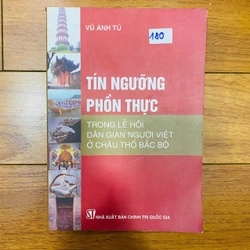 VŨ ANH TÚ
180
TÍN NGƯỠNG
PHỒN THỰC
TRONG LỄ HỘI
DÂN GIAN NGƯỜI VIỆT
Ở CHÂU THỔ BẮC BỘ
ST NHÀ XUẤT BẢN CHÍNH TRỊ QUỐC GIA